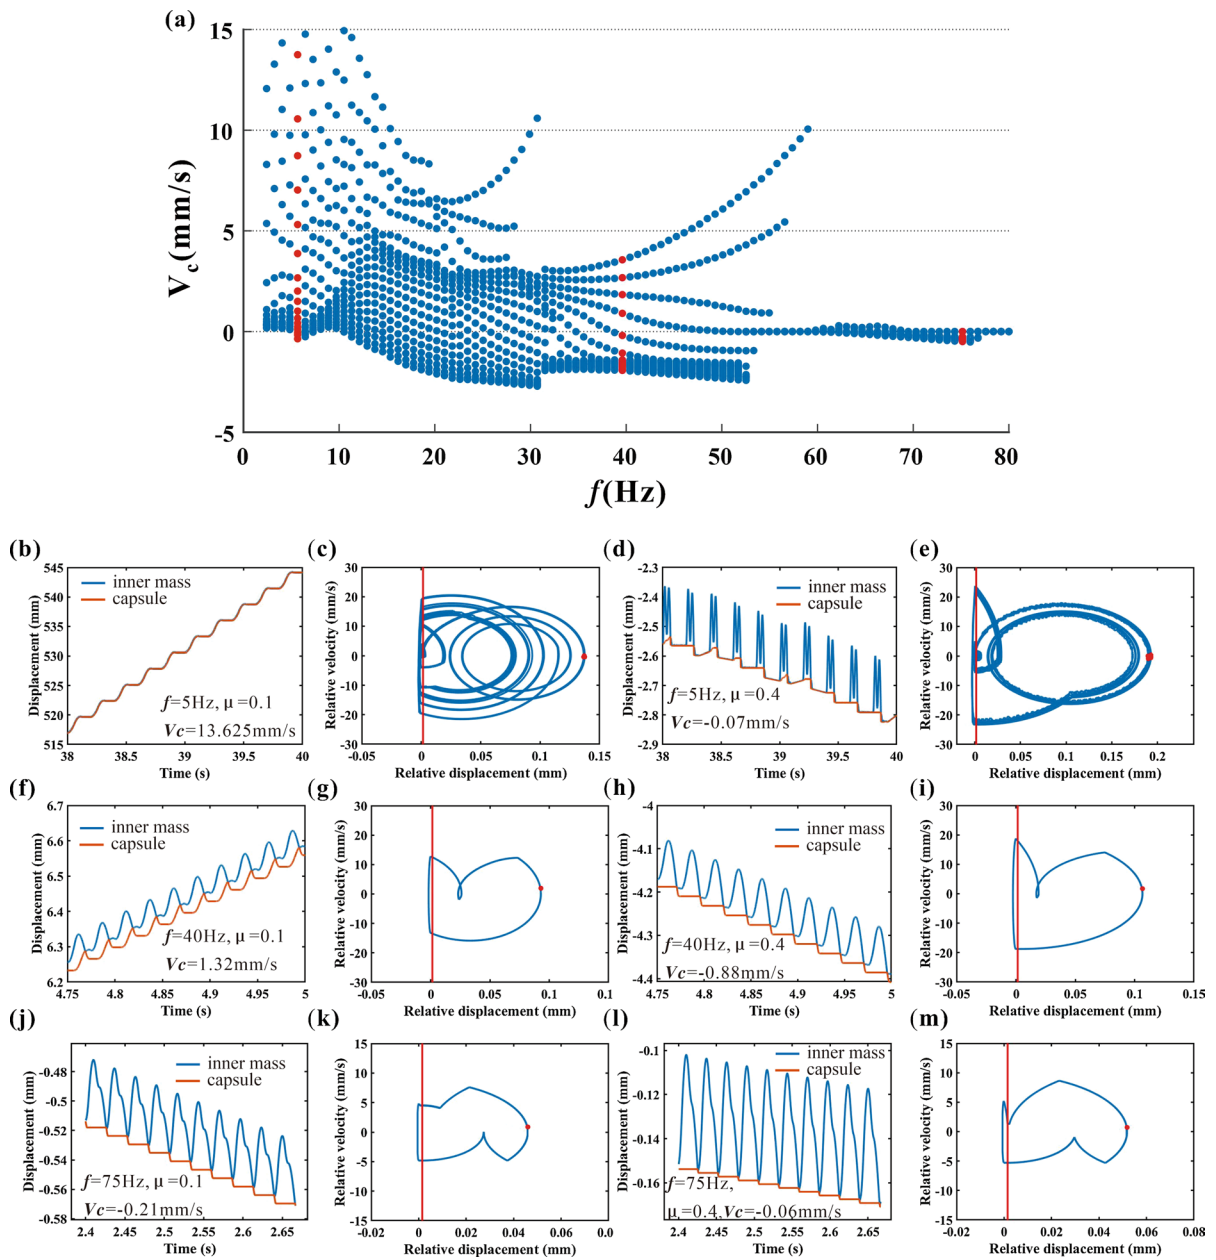 (a)
15
10
5
0
-5
V_c(mm/s)
0 10 20 30 40 50 60 70 80
f(Hz)
(b)
545
540
535
530
525
520
515
Displacement (mm)
inner mass
capsule
f=5Hz, μ=0.1
Vc=13.625mm/s
38 38.5 39 39.5 40
Time (s)
(c)
30
20
10
0
-10
-20
-30
Relative velocity (mm/s)
-0.05 0 0.05 0.1 0.15
Relative displacement (mm)
(d)
-2.3
-2.4
-2.5
-2.6
-2.7
-2.8
-2.9
Displacement (mm)
inner mass
capsule
f=5Hz, μ=0.4
Vc=-0.07mm/s
38 38.5 39 39.5 40
Time (s)
(e)
30
20
10
0
-10
-20
-30
Relative velocity (mm/s)
0 0.05 0.1 0.15 0.2
Relative displacement (mm)
(f)
6.7
6.6
6.5
6.4
6.3
6.2
Displacement (mm)
inner mass
capsule
f=40Hz, μ=0.1
Vc=1.32mm/s
4.75 4.8 4.85 4.9 4.95 5
Time (s)
(g)
30
20
10
0
-10
-20
-30
Relative velocity (mm/s)
-0.05 0 0.05 0.10 0.1
Relative displacement (mm)
(h)
-4
-4.1
-4.2
-4.3
-4.4
Displacement (mm)
inner mass
capsule
f=40Hz, μ=0.4
Vc=-0.88mm/s
4.75 4.8 4.85 4.9 4.95 5
Time (s)
(i)
30
20
10
0
-10
-20
-30
Relative velocity (mm/s)
-0.05 0 0.05 0.1 0.15
Relative displacement (mm)
(j)
-0.48
-0.5
-0.52
-0.54
-0.56
-0.58
Displacement (mm)
inner mass
capsule
f=75Hz, μ=0.1
Vc=-0.21mm/s
2.4 2.45 2.5 2.55 2.6 2.65
Time (s)
(k)
15
10
5
0
-5
-10
-15
Relative velocity (mm/s)
-0.02 0 0.02 0.04 0.06 0.0
Relative displacement (mm)
(l)
-0.1
-0.12
-0.14
-0.16
Displacement (mm)
inner mass
capsule
f=75Hz,
μ=0.4,Vc=-0.06mm/s
2.4 2.45 2.5 2.55 2.6 2.65
Time (s)
(m)
15
10
5
0
-5
-10
-15
Relative velocity (mm/s)
-0.02 0 0.02 0.04 0.06 0.08
Relative displacement (mm)